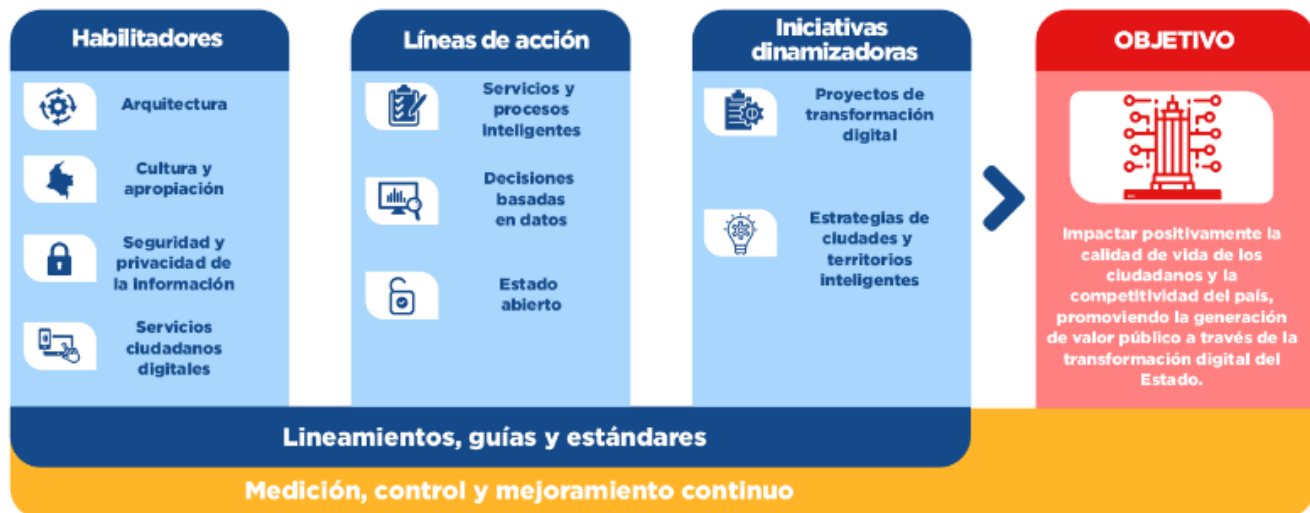 Habilitadores
Arquitectura
Cultura y
apropiación
Seguridad y
privacidad de
la Información
Servicios
ciudadanos
digitales
Líneas de acción
Servicios y
procesos
inteligentes
Decisiones
basadas
en datos
Estado
abierto
Iniciativas
dinamizadoras
Proyectos de
transformación
digital
Estrategias de
ciudades y
territorios
inteligentes
OBJETIVO
Impactar positivamente la
calidad de vida de los
ciudadanos y la
competitividad del país,
promoviendo la generación
de valor público a través de la
transformación digital del
Estado.
Lineamientos, guías y estándares
Medición, control y mejoramiento continuo